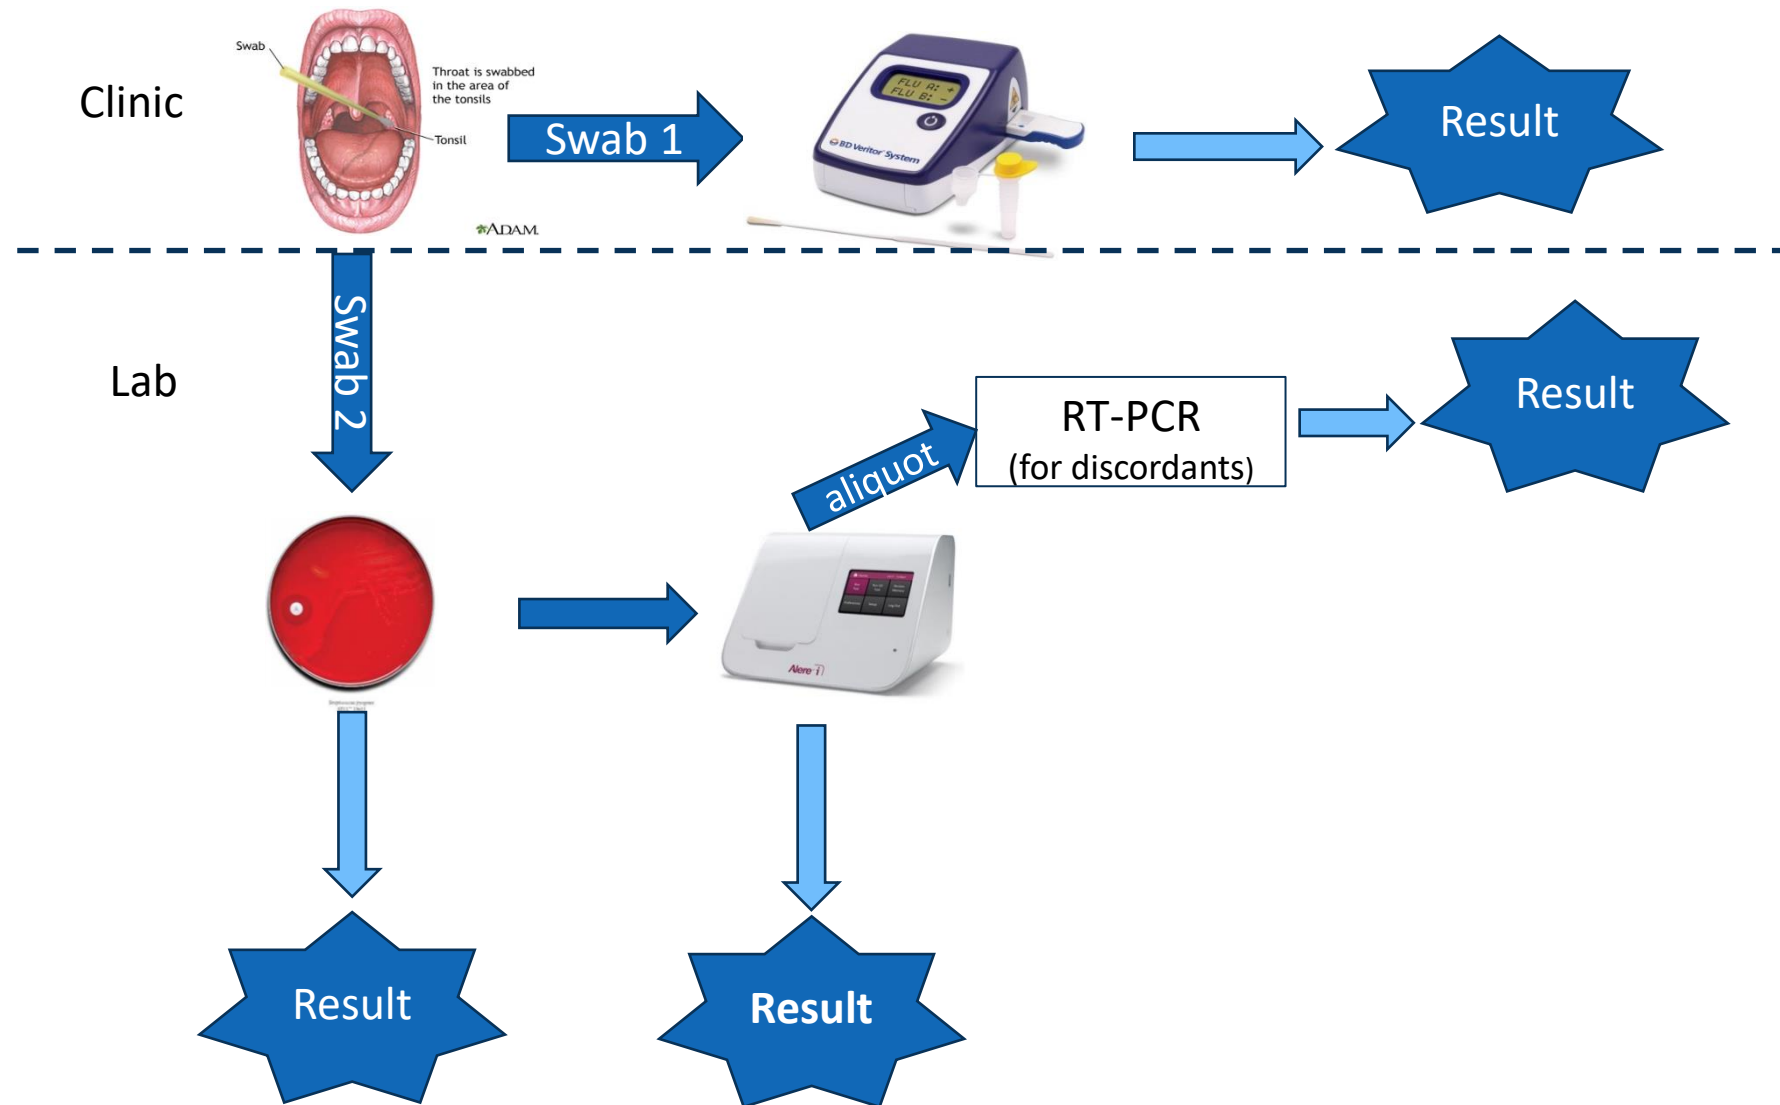 Clinic
Swab
Throat is swabbed
in the area of
the tonsils
Tonsil
ADAM.
Swab 1
FLU A: +
FLU B: -
BD Veritor System
Result
Swab 2
Lab
aliquot
RT-PCR
(for discordants)
Result
Alere i
Result
Result